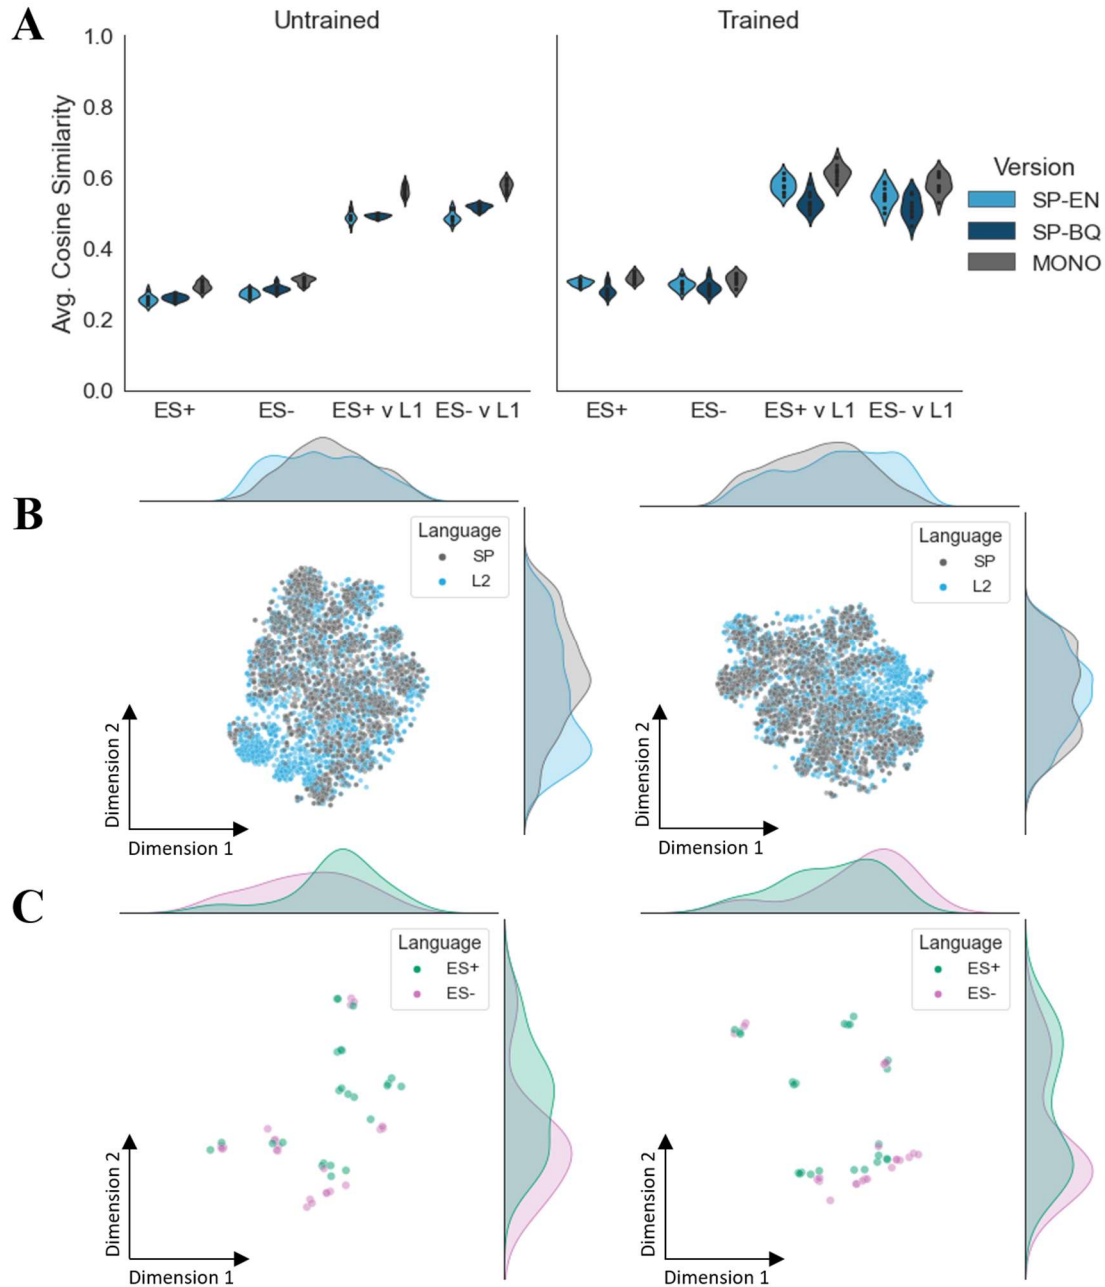 A
Untrained
Trained
Avg. Cosine Similarity
1.0
0.8
0.6
0.4
0.2
0.0
ES+
ES-
ES+ v L1
ES- v L1
ES+
ES-
ES+ v L1
ES- v L1
Version
SP-EN
SP-BQ
MONO
B
Language
SP
L2
Dimension 2
Dimension 1
Language
SP
L2
Dimension 2
Dimension 1
C
Language
ES+
ES-
Dimension 2
Dimension 1
Language
ES+
ES-
Dimension 2
Dimension 1